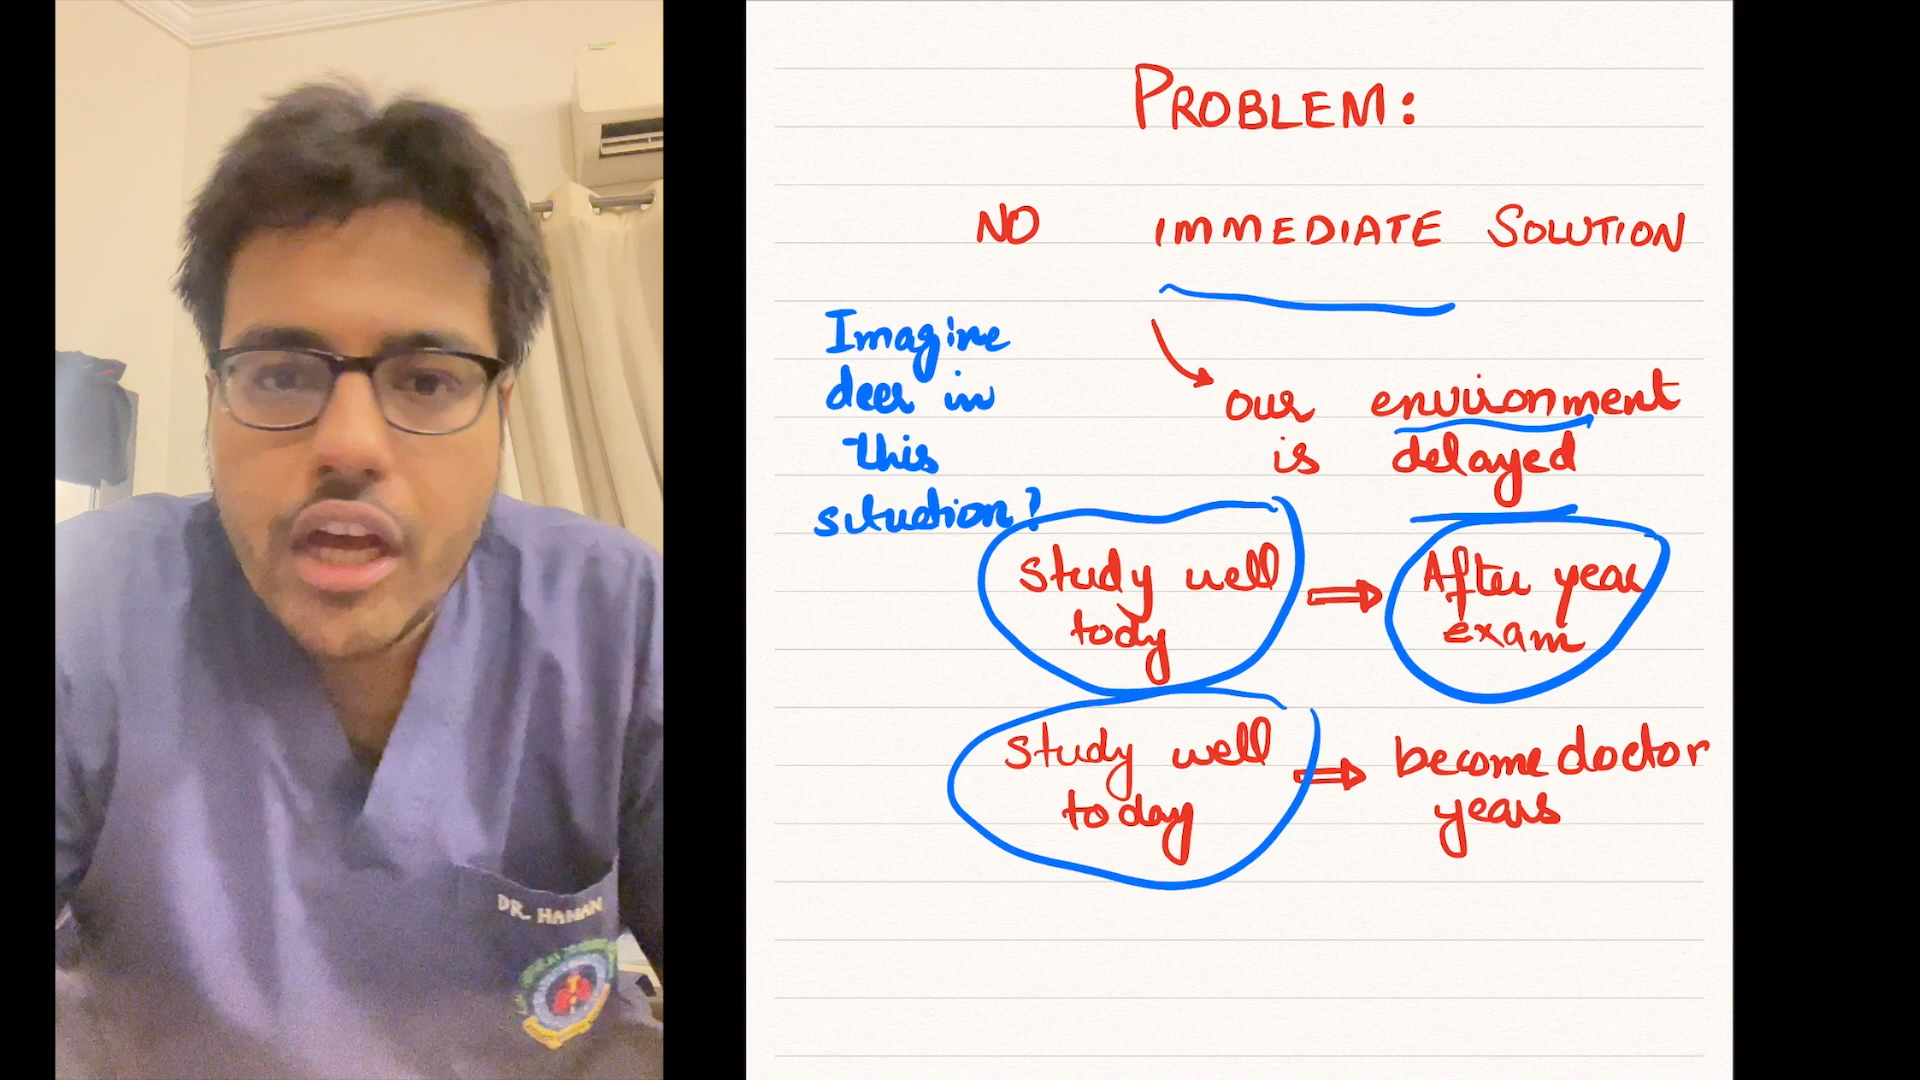 PROBLEM:
NO IMMEDIATE SOLUTION
Imagine
deer in
this
situation?
our environment
is delayed
Study well
tody
After year
exam
Study well
today
become doctor
years
DR. HANAN